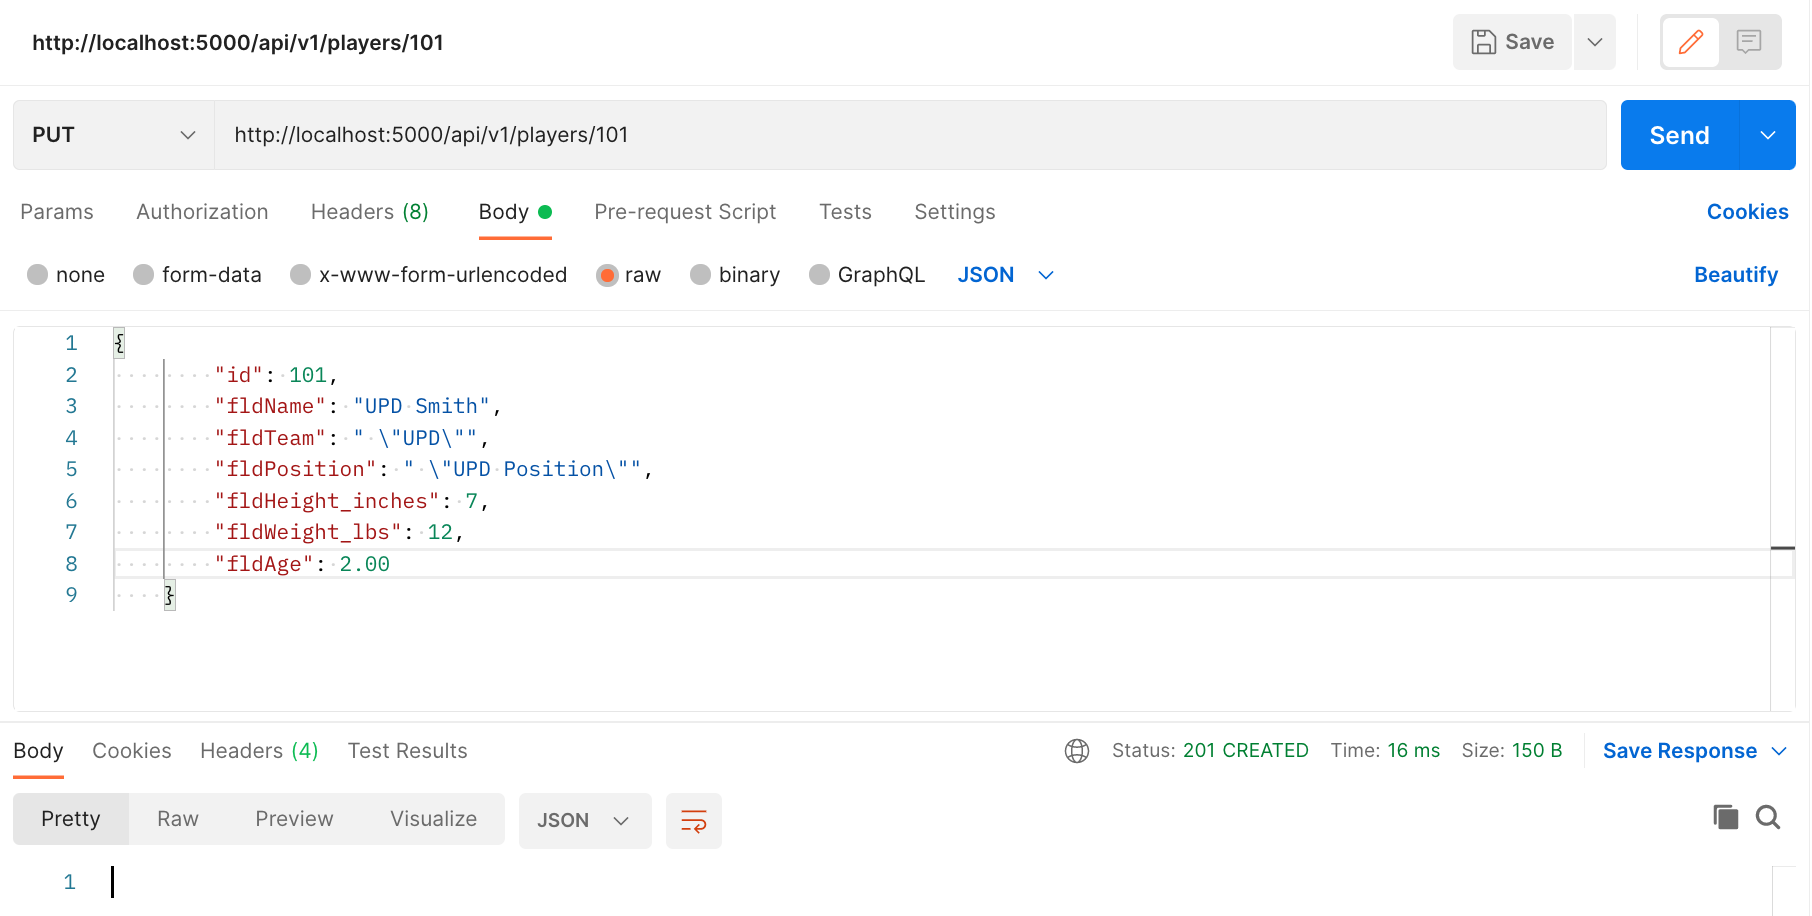 http://localhost:5000/api/v1/players/101
Save
PUT http://localhost:5000/api/v1/players/101 Send
Params Authorization Headers (8) Body Pre-request Script Tests Settings Cookies
none form-data x-www-form-urlencoded raw binary GraphQL JSON Beautify
1 {
2 "id": 101,
3 "fldName": "UPD Smith",
4 "fldTeam": " \"UPD\"",
5 "fldPosition": " \"UPD Position\"",
6 "fldHeight_inches": 7,
7 "fldWeight_lbs": 12,
8 "fldAge": 2.00
9 }
Body Cookies Headers (4) Test Results Status: 201 CREATED Time: 16 ms Size: 150 B Save Response
Pretty Raw Preview Visualize JSON
1